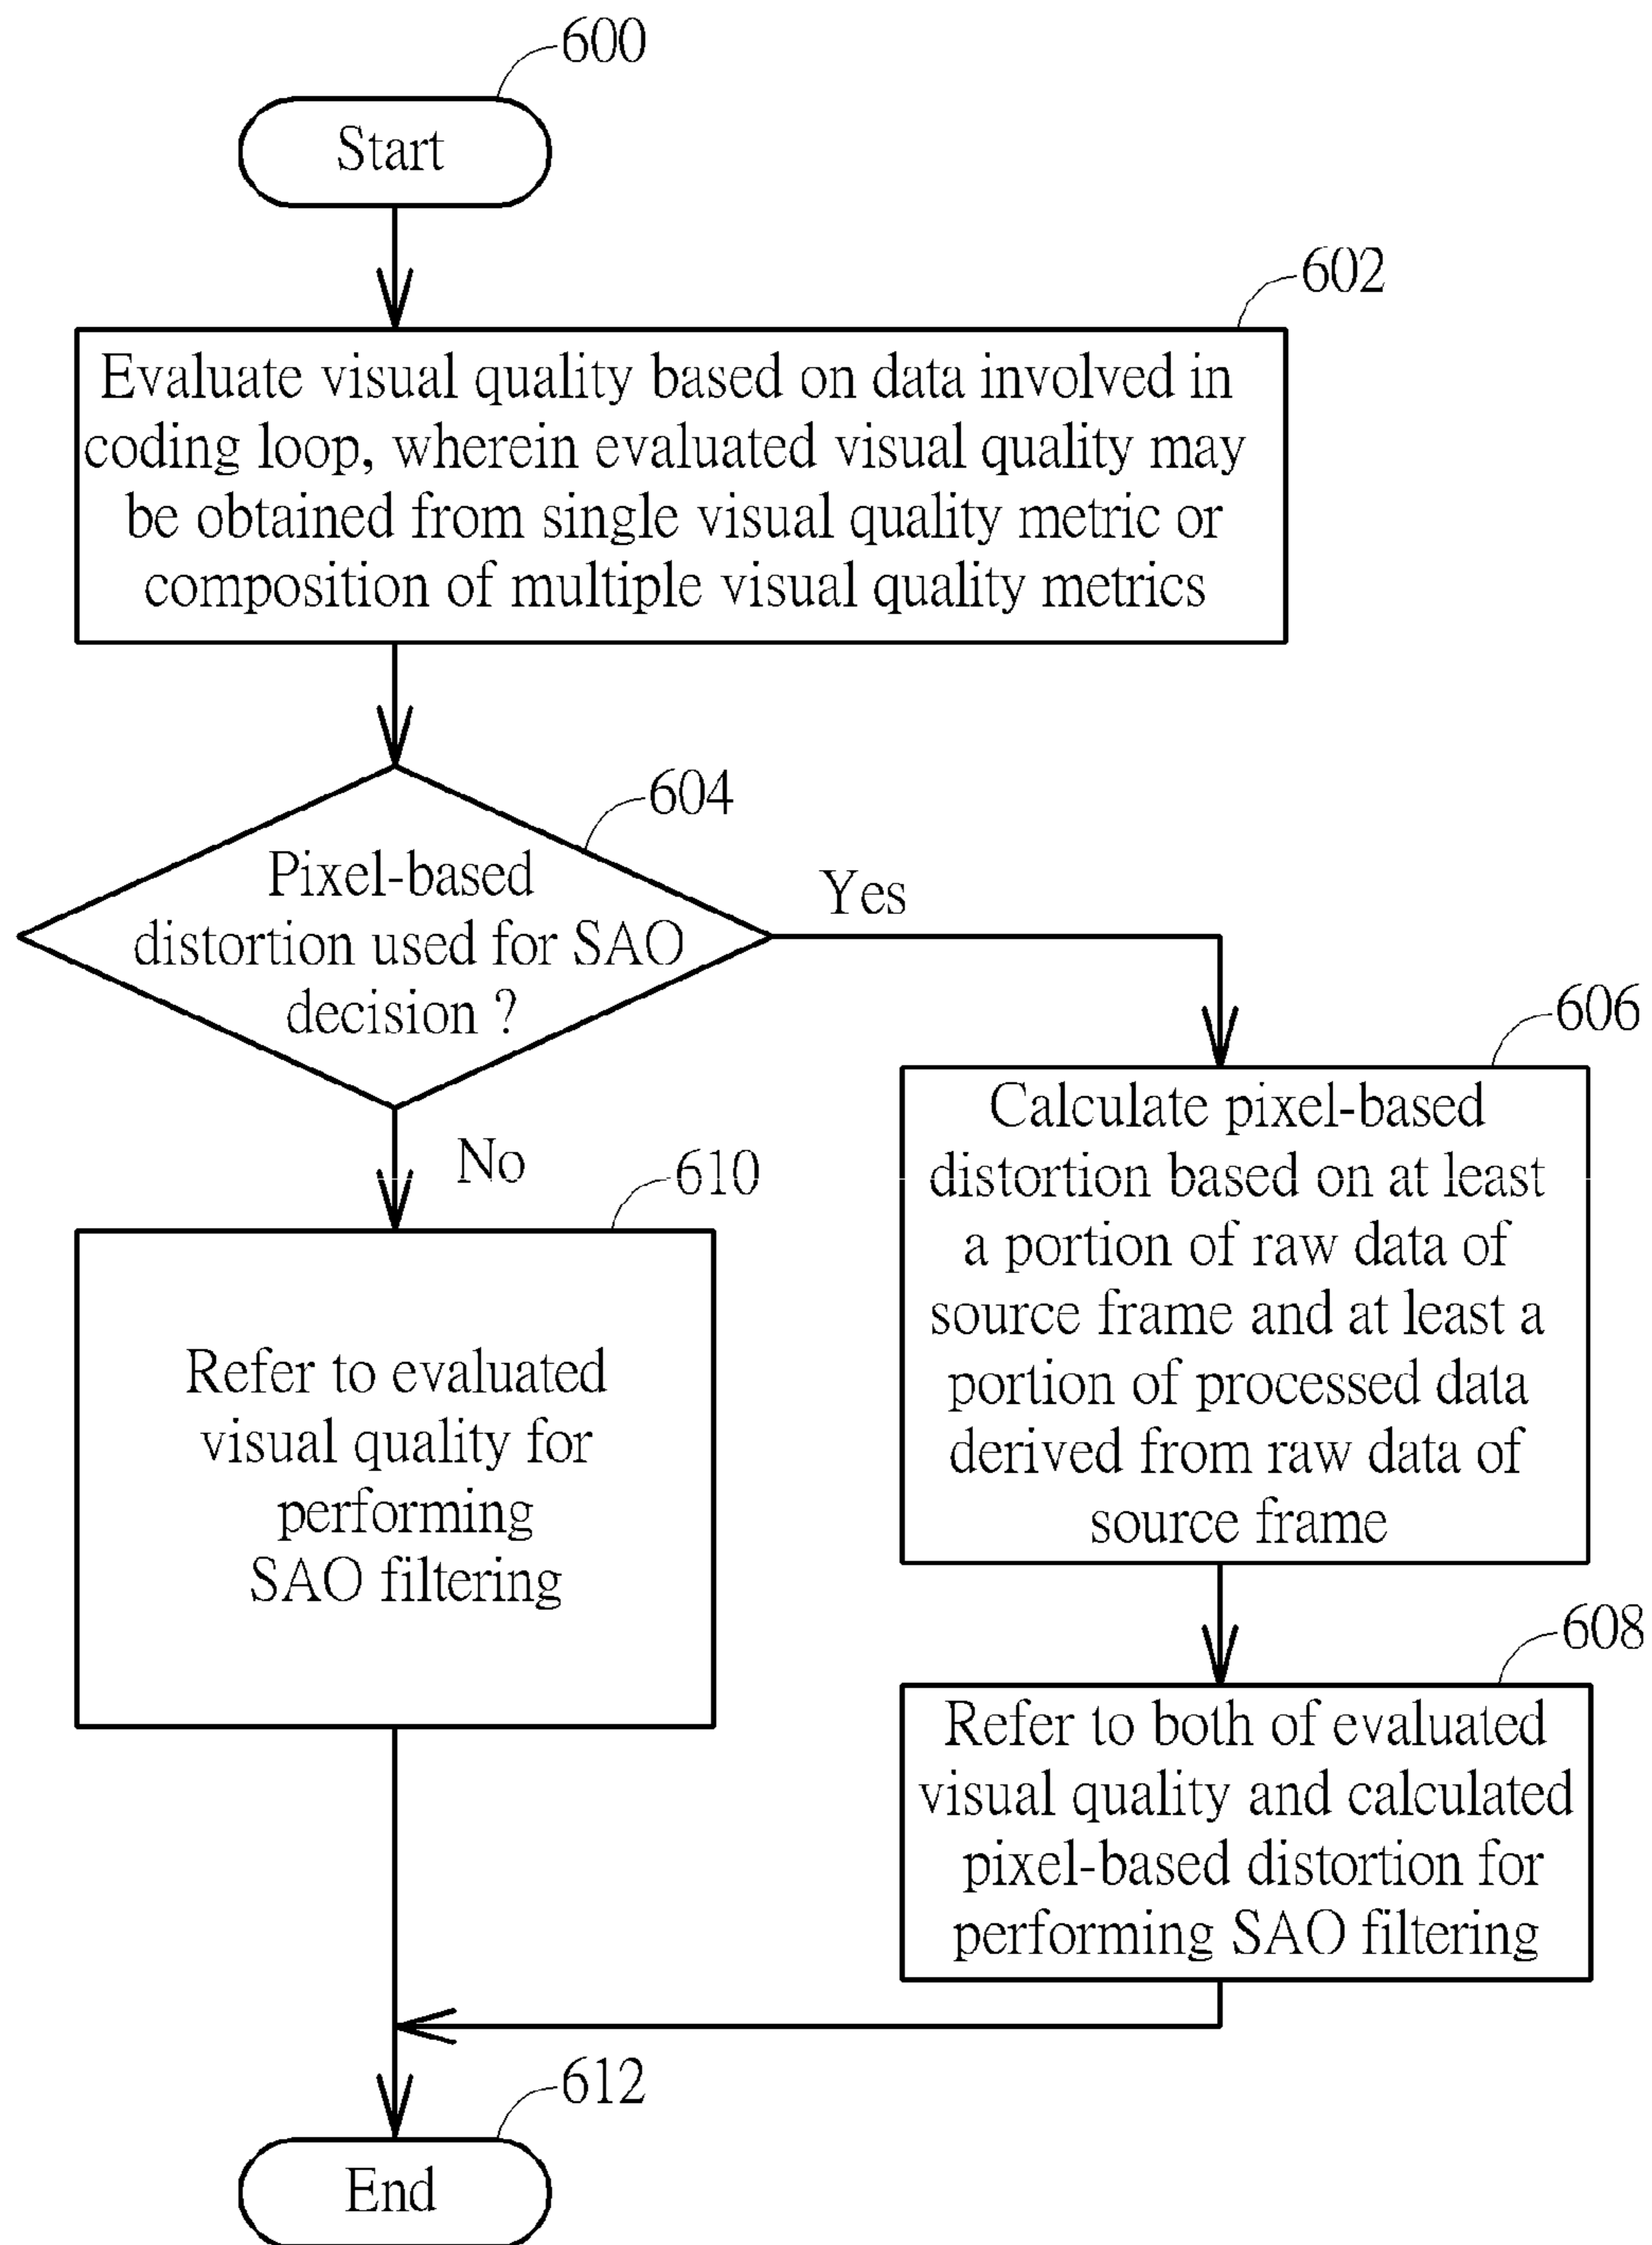 600
Start
602
Evaluate visual quality based on data involved in
coding loop, wherein evaluated visual quality may
be obtained from single visual quality metric or
composition of multiple visual quality metrics
604
Pixel-based
distortion used for SAO
decision ?
Yes
No
606
Calculate pixel-based
distortion based on at least
a portion of raw data of
source frame and at least a
portion of processed data
derived from raw data of
source frame
610
Refer to evaluated
visual quality for
performing
SAO filtering
608
Refer to both of evaluated
visual quality and calculated
pixel-based distortion for
performing SAO filtering
612
End